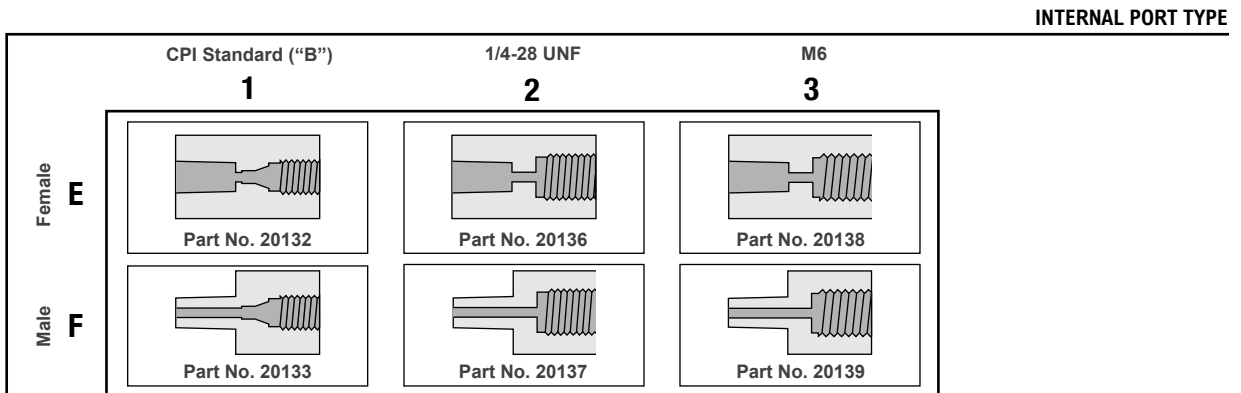 INTERNAL PORT TYPE
CPI Standard (“B”) 1/4-28 UNF M6
1 2 3
Female E
Part No. 20132 Part No. 20136 Part No. 20138
Male F
Part No. 20133 Part No. 20137 Part No. 20139